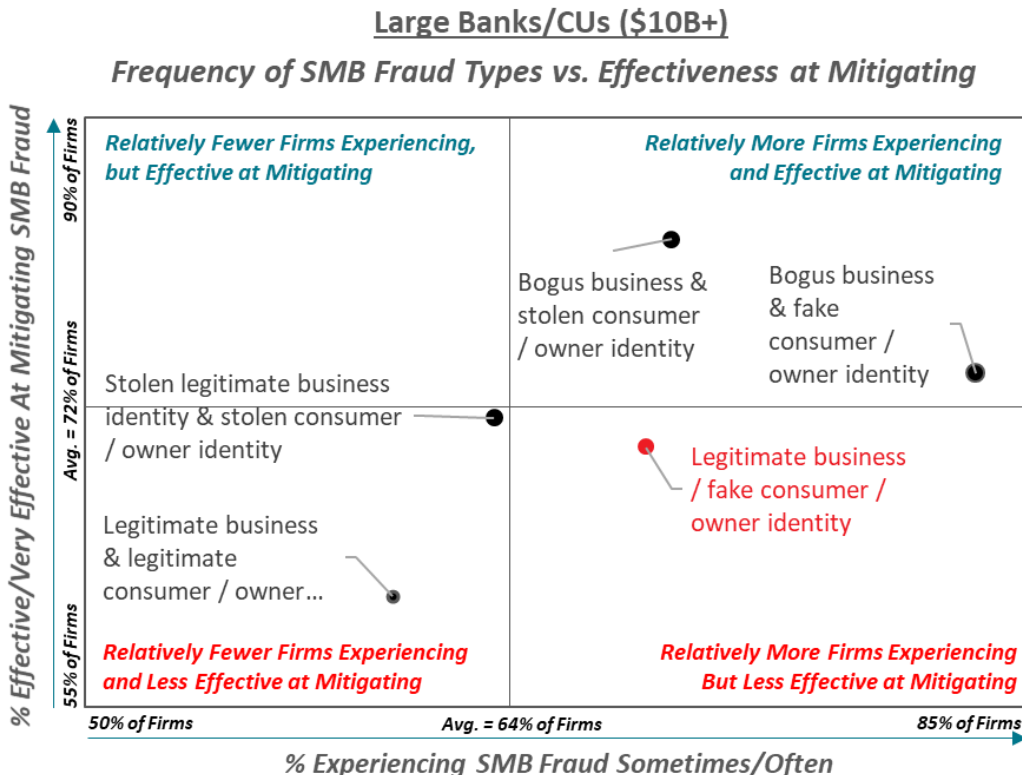 Large Banks/CUs ($10B+)
Frequency of SMB Fraud Types vs. Effectiveness at Mitigating
% Effective/Very Effective At Mitigating SMB Fraud
90% of Firms
Avg. = 72% of Firms
55% of Firms
Relatively Fewer Firms Experiencing,
but Effective at Mitigating
Relatively More Firms Experiencing
and Effective at Mitigating
Bogus business &
stolen consumer
/ owner identity
Bogus business
& fake
consumer /
owner identity
Stolen legitimate business
identity & stolen consumer
/ owner identity
Legitimate business
/ fake consumer /
owner identity
Legitimate business
& legitimate
consumer / owner...
Relatively Fewer Firms Experiencing
and Less Effective at Mitigating
Relatively More Firms Experiencing
But Less Effective at Mitigating
50% of Firms
Avg. = 64% of Firms
85% of Firms
% Experiencing SMB Fraud Sometimes/Often